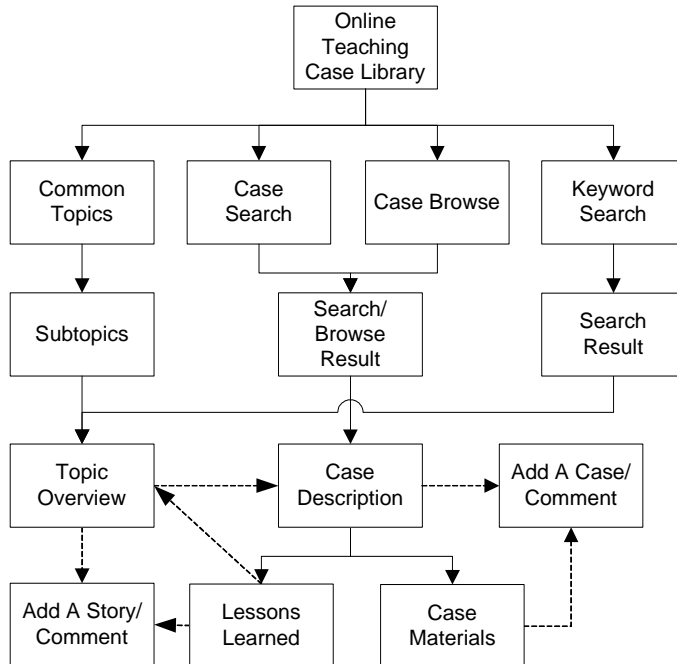 Online
Teaching
Case Library
Common
Topics
Case
Search
Case Browse
Keyword
Search
Subtopics
Search/
Browse
Result
Search
Result
Topic
Overview
Case
Description
Add A Case/
Comment
Add A Story/
Comment
Lessons
Learned
Case
Materials